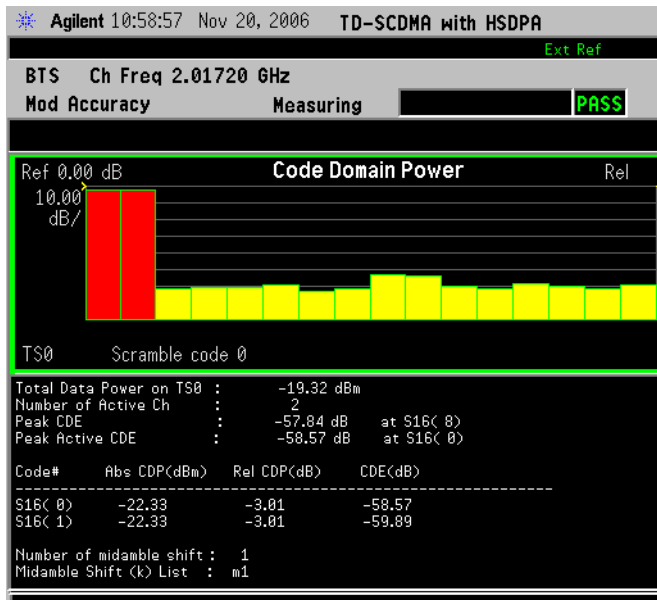 Agilent 10:58:57 Nov 20, 2006 TD-SCDMA with HSDPA
Ext Ref
BTS Ch Freq 2.01720 GHz
Mod Accuracy Measuring PASS
Ref 0.00 dB Code Domain Power Rel
10.00
dB/
TS0 Scramble code 0
Total Data Power on TS0 : -19.32 dBm
Number of Active Ch : 2
Peak CDE : -57.84 dB at S16( 8)
Peak Active CDE : -58.57 dB at S16( 0)
Code# Abs CDP(dBm) Rel CDP(dB) CDE(dB)
S16( 0) -22.33 -3.01 -58.57
S16( 1) -22.33 -3.01 -59.89
Number of midamble shift : 1
Midamble Shift (k) List : m1